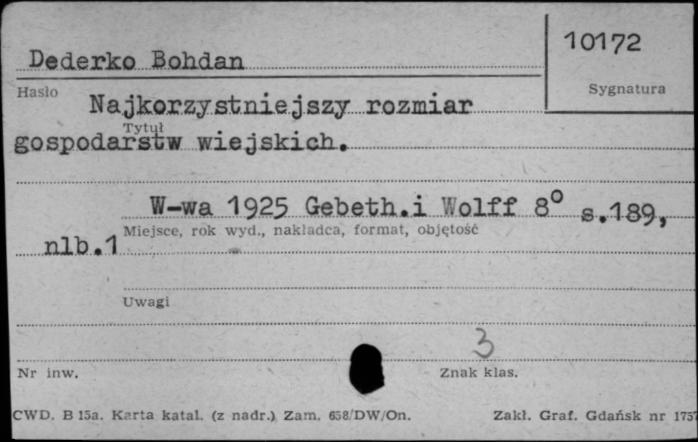 10172
Dederko Bohdan
Hasło
Sygnatura
Najkorzystniejszy rozmiar
Tytuł
gospodarstw wiejskich.
W-wa 1925 Gebeth.i Wolff 8° s.189,
Miejsce, rok wyd., nakładca, format, objętość
nlb.1
Uwagi
3
Nr inw.
Znak klas.
CWD. B 15a. Karta katal. (z nadr.) Zam. 658/DW/On. Zakł. Graf. Gdańsk nr 1757